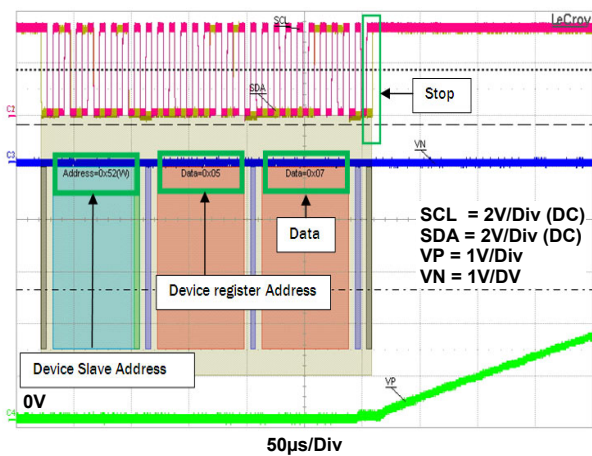 SCL
LeCroy
SDA
Stop
C2
C3
VN
Address=0x52(W)
Data=0x05
Data=0x07
Data
SCL = 2V/Div (DC)
SDA = 2V/Div (DC)
VP = 1V/Div
VN = 1V/DV
Device register Address
Device Slave Address
0V
VP
C4
50µs/Div